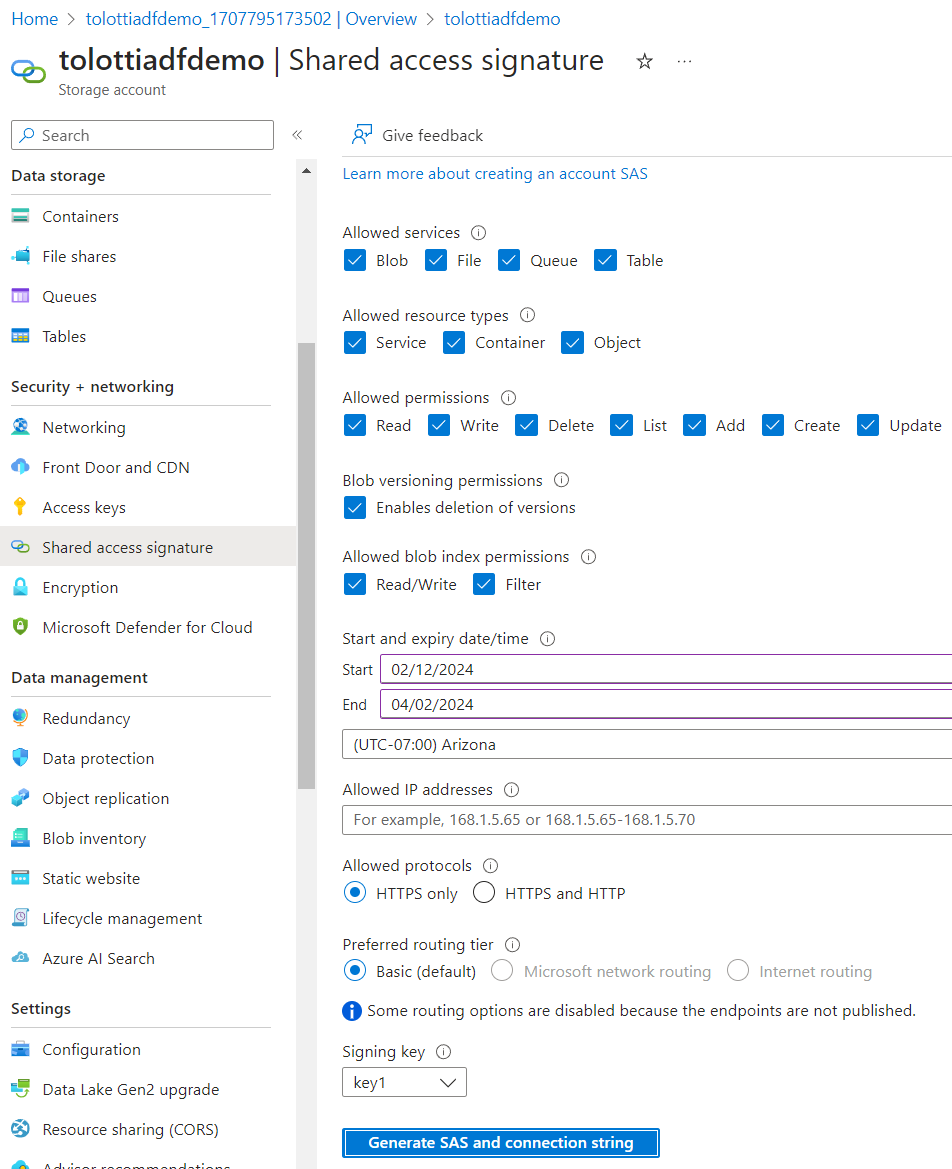 Home > tolottiadfdemo_1707795173502 | Overview > tolottiadfdemo
tolottiadfdemo | Shared access signature ☆ ...
Storage account
Search «
Give feedback
Learn more about creating an account SAS
Data storage
Containers
File shares
Queues
Tables
Security + networking
Networking
Front Door and CDN
Access keys
Shared access signature
Encryption
Microsoft Defender for Cloud
Data management
Redundancy
Data protection
Object replication
Blob inventory
Static website
Lifecycle management
Azure AI Search
Settings
Configuration
Data Lake Gen2 upgrade
Resource sharing (CORS)
Advisor recommendations
Allowed services
Blob File Queue Table
Allowed resource types
Service Container Object
Allowed permissions
Read Write Delete List Add Create Update
Blob versioning permissions
Enables deletion of versions
Allowed blob index permissions
Read/Write Filter
Start and expiry date/time
Start 02/12/2024
End 04/02/2024
(UTC-07:00) Arizona
Allowed IP addresses
For example, 168.1.5.65 or 168.1.5.65-168.1.5.70
Allowed protocols
HTTPS only HTTPS and HTTP
Preferred routing tier
Basic (default) Microsoft network routing Internet routing
Some routing options are disabled because the endpoints are not published.
Signing key
key1
Generate SAS and connection string